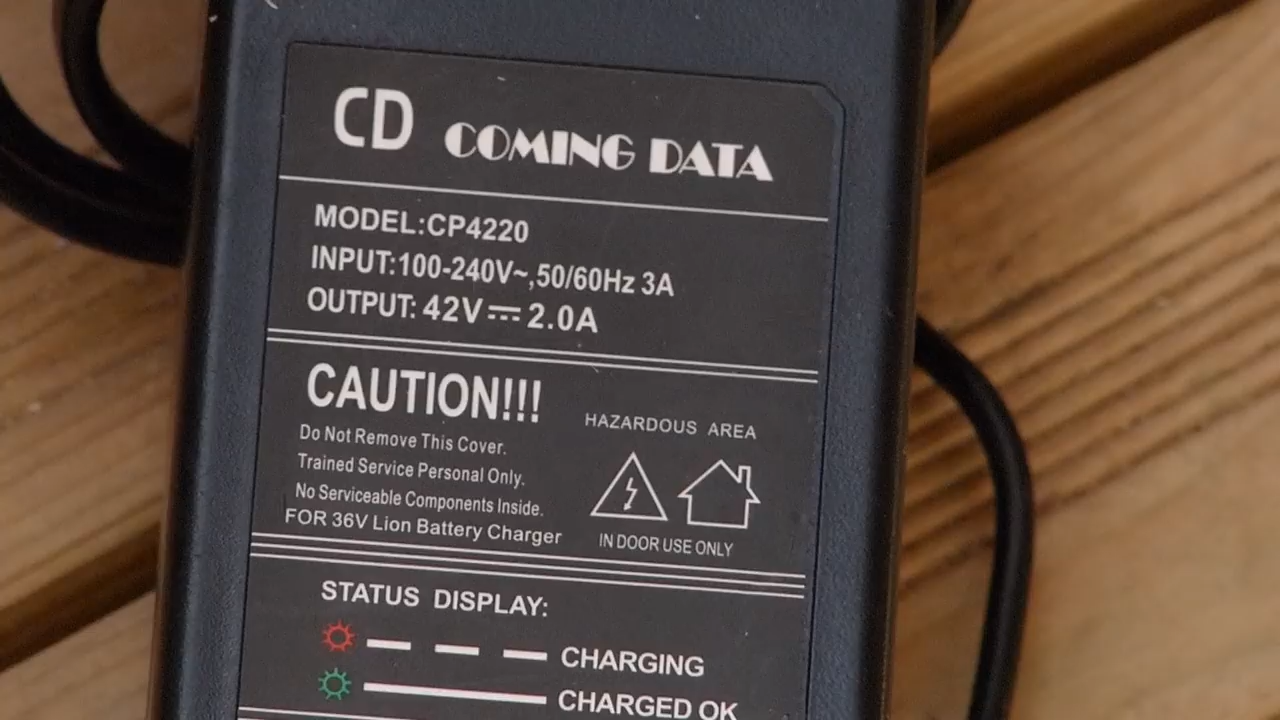 CD COMING DATA
MODEL:CP4220
INPUT:100-240V~,50/60Hz 3A
OUTPUT: 42V⎓2.0A
CAUTION!!!
Do Not Remove This Cover.
Trained Service Personal Only.
No Serviceable Components Inside.
FOR 36V Lion Battery Charger
HAZARDOUS AREA
IN DOOR USE ONLY
STATUS DISPLAY:
CHARGING
CHARGED OK